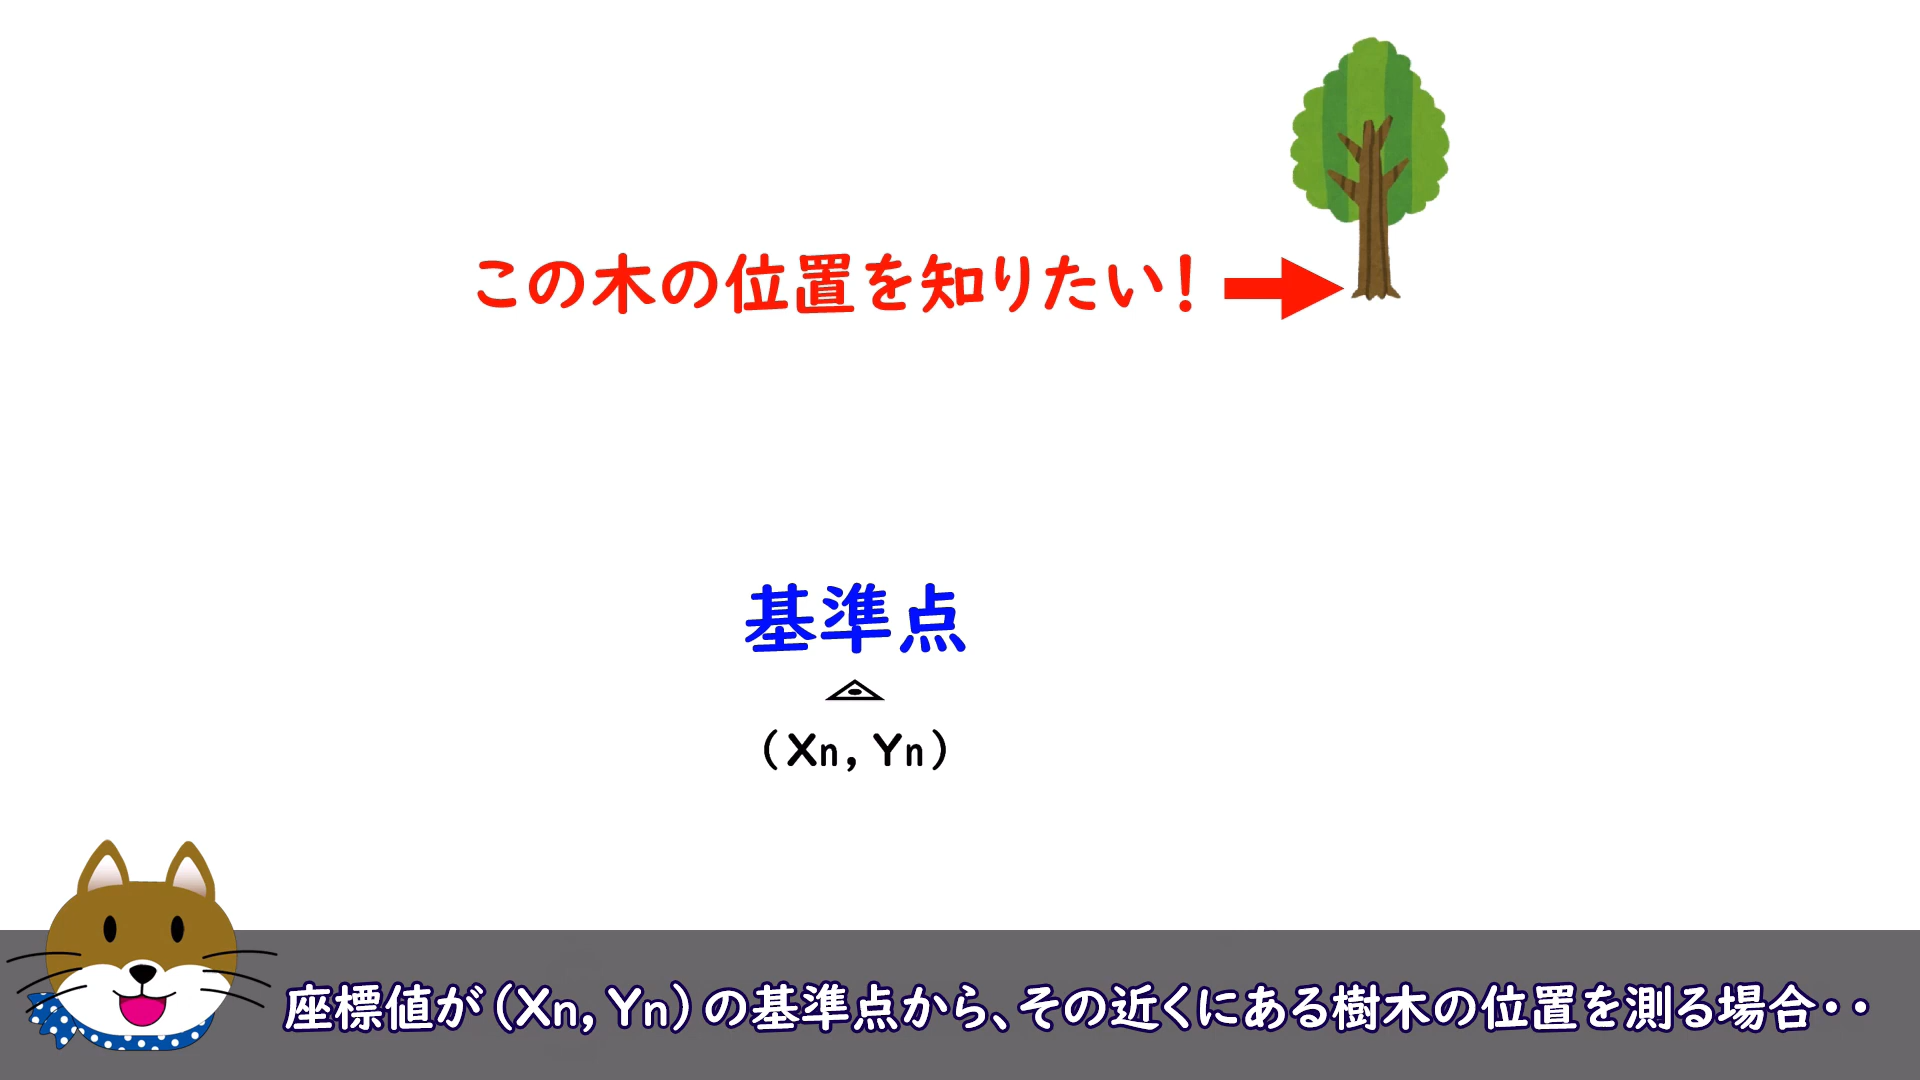 この木の位置を知りたい!
基準点
(Xn, Yn)
座標値が(Xn, Yn)の基準点から、その近くにある樹木の位置を測る場合・・